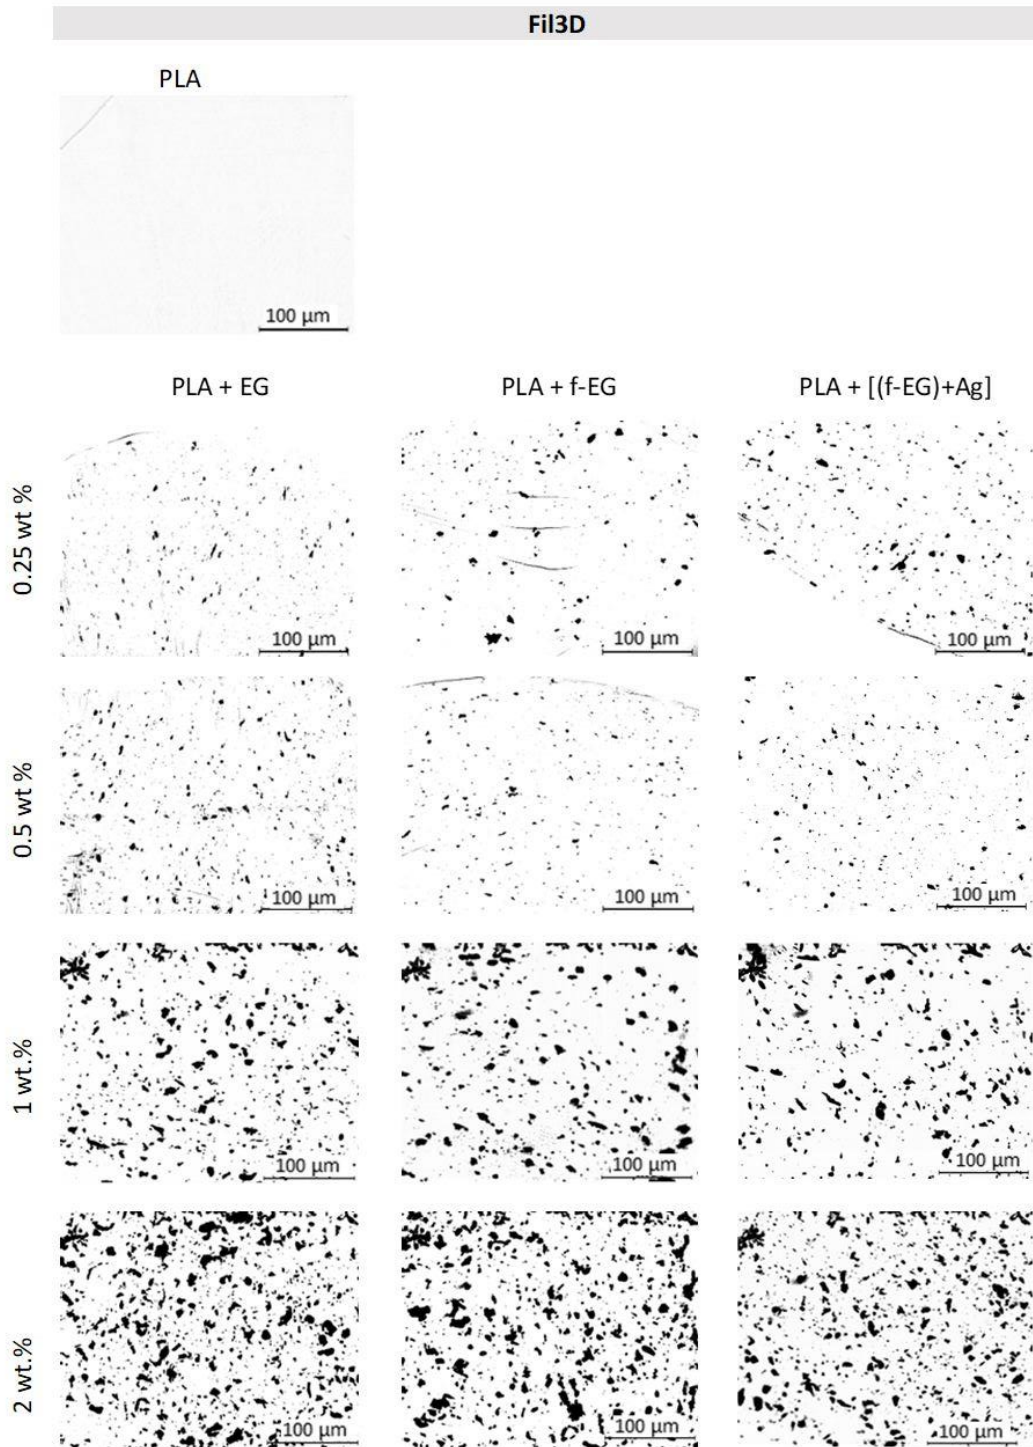 Fil3D
PLA
100 µm
PLA + EG
PLA + f-EG
PLA + [(f-EG)+Ag]
0.25 wt %
100 µm
100 µm
100 µm
0.5 wt %
100 µm
100 µm
100 µm
1 wt.%
100 µm
100 µm
100 µm
2 wt.%
100 µm
100 µm
100 µm